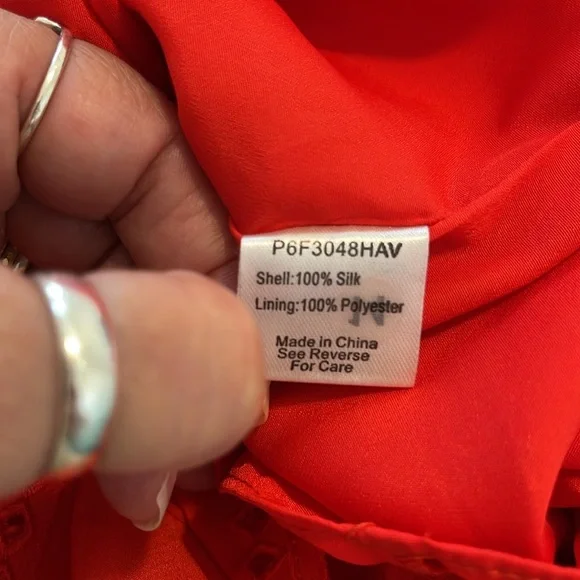 P6F3048HAV
Shell:100% Silk
Lining:100% Polyester
Made in China
See Reverse
For Care